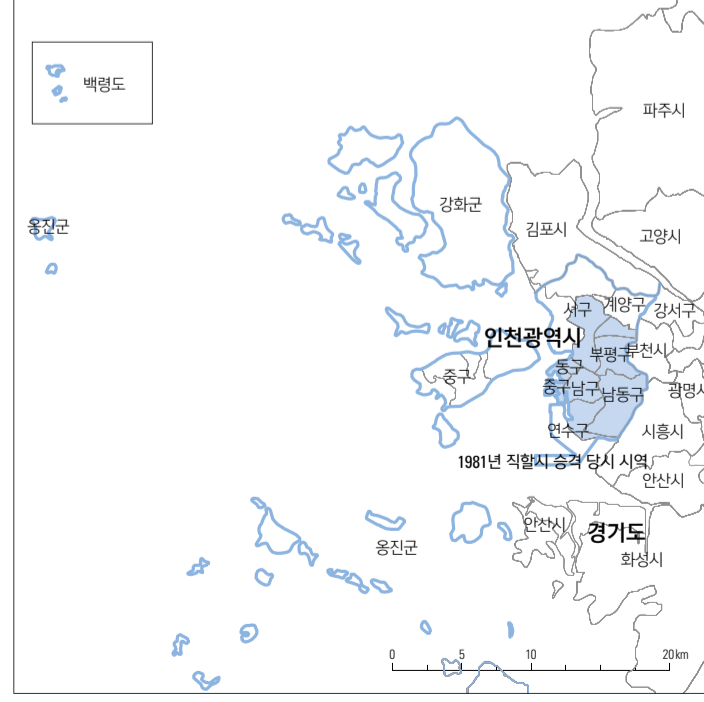 백령도
파주시
강화군
옹진군
김포시
고양시
서구
계양구
강서구
인천광역시
부평구
부천시
동구
중구
중구
남구
남동구
광명시
연수구
시흥시
1981년 직할시 승격 당시 시역
안산시
안산시
경기도
옹진군
화성시
0 5 10 20km